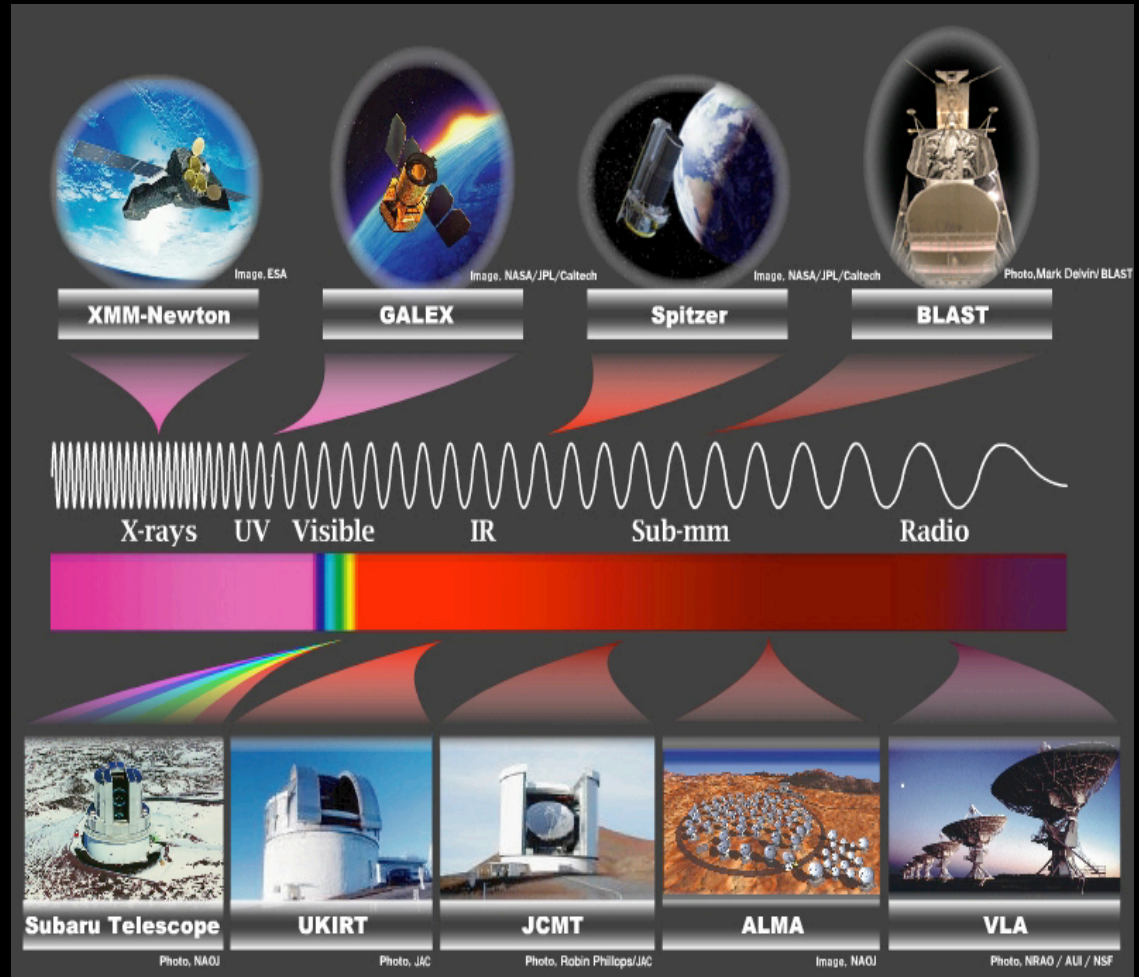 Image, ESA
Image, NASA/JPL/Caltech
Image, NASA/JPL/Caltech
Photo,Mark Deivin/ BLAST
XMM-Newton
GALEX
Spitzer
BLAST
X-rays
UV
Visible
IR
Sub-mm
Radio
Subaru Telescope
UKIRT
JCMT
ALMA
VLA
Photo, NAOJ
Photo, JAC
Photo, Robin Phillops/JAC
Image, NAOJ
Photo, NRAO / AUI / NSF